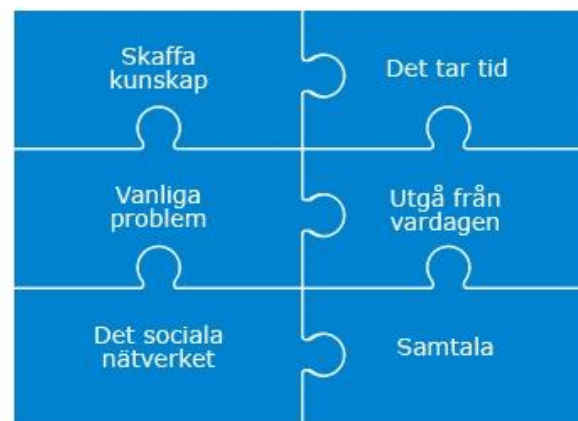 Skaffa
kunskap
Det tar tid
Vanliga
problem
Utgå från
vardagen
Det sociala
nätverket
Samtala